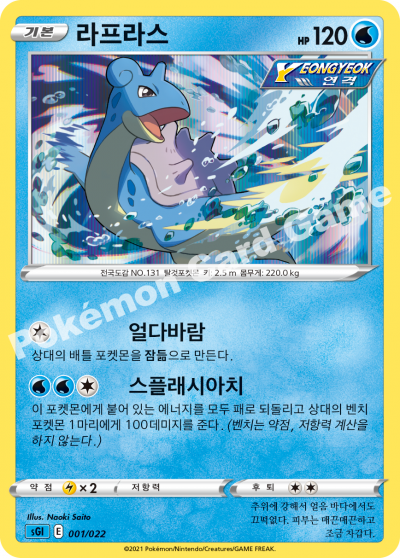 기본 라프라스 HP 120
YEONGYEOK
연격
전국도감 NO.131 탈것포켓몬 키: 2.5 m 몸무게: 220.0 kg
Pokémon Card Game
얼다바람
상대의 배틀 포켓몬을 잠듦으로 만든다.
스플래시아치
이 포켓몬에게 붙어 있는 에너지를 모두 패로 되돌리고 상대의 벤치
포켓몬 1마리에게 100데미지를 준다. (벤치는 약점, 저항력 계산을
하지 않는다.)
약점 ×2 저항력 후퇴
Illus. Naoki Saito
sGI E 001/022
추위에 강해서 얼음 바다에서도
끄떡없다. 피부는 매끈매끈하고
조금 차갑다.
©2021 Pokémon/Nintendo/Creatures/GAME FREAK.